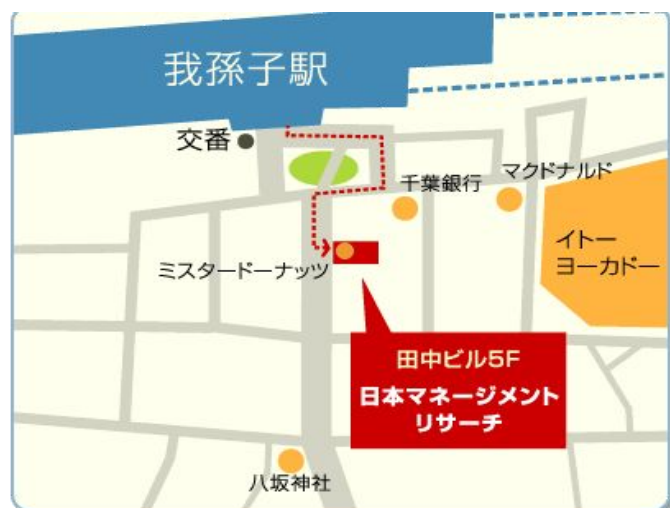 我孫子駅
交番
千葉銀行
マクドナルド
イトー
ヨーカドー
ミスタードーナッツ
田中ビル5F
日本マネージメント
リサーチ
八坂神社